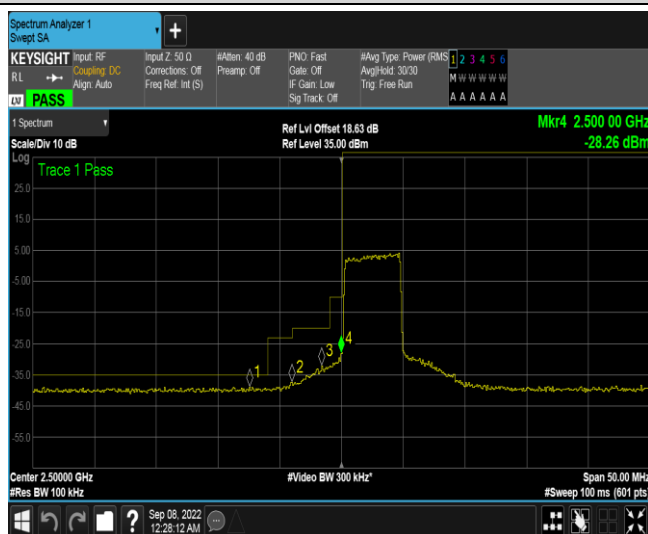 Spectrum Analyzer 1
Swept SA
+
KEYSIGHT
RL
Input: RF
Coupling: DC
Align: Auto
Input Z: 50 Ω
Corrections: Off
Freq Ref: Int (S)
#Atten: 40 dB
Preamp: Off
PNO: Fast
Gate: Off
IF Gain: Low
Sig Track: Off
#Avg Type: Power (RMS
Avg|Hold: 30/30
Trig: Free Run
1 2 3 4 5 6
M W W W W W
A A A A A A
LXI PASS
1 Spectrum
Scale/Div 10 dB
Ref Lvl Offset 18.63 dB
Ref Level 35.00 dBm
Mkr4 2.500 00 GHz
-28.26 dBm
Log
Trace 1 Pass
25.0
15.0
5.00
-5.00
-15.0
-25.0
-35.0
-45.0
-55.0
1
2
3
4
Center 2.50000 GHz
#Res BW 100 kHz
#Video BW 300 kHz*
Span 50.00 MHz
#Sweep 100 ms (601 pts)
?
Sep 08, 2022
12:28:12 AM